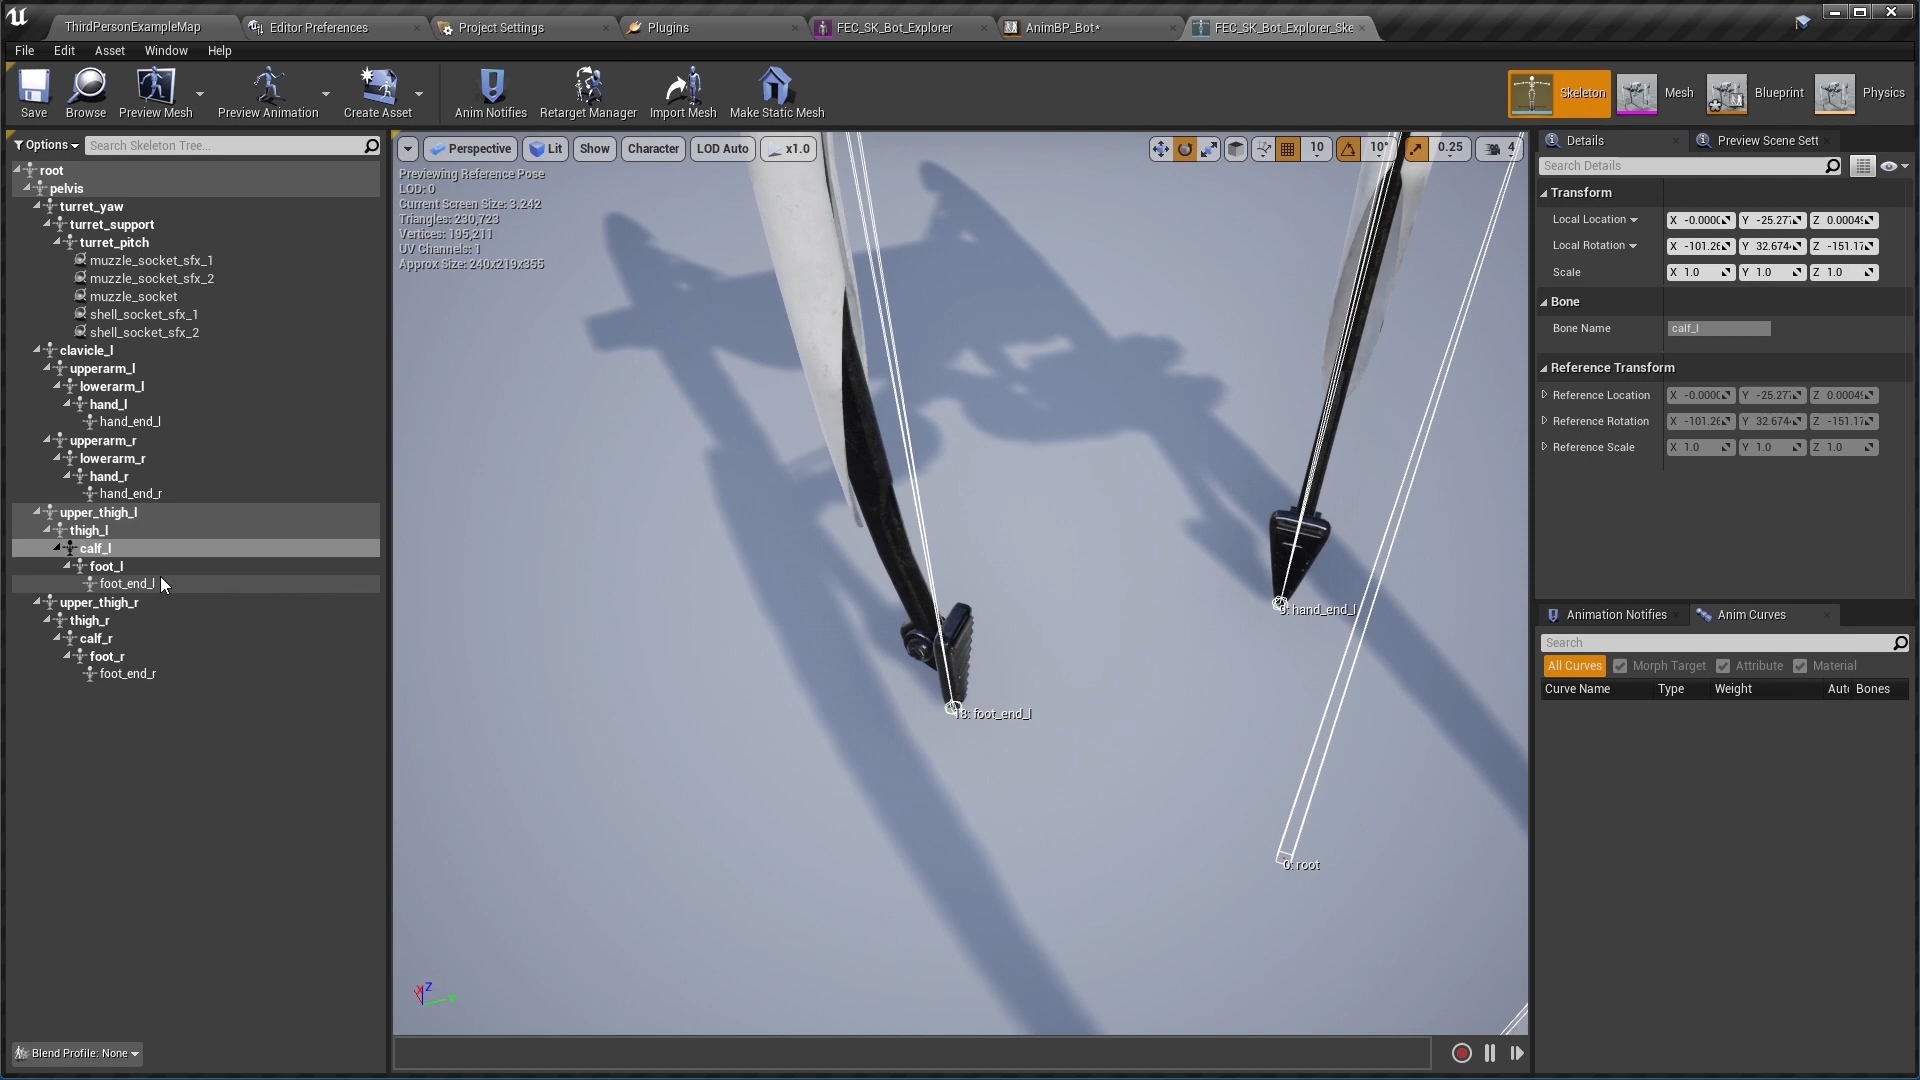 ThirdPersonExampleMap
Editor Preferences
Project Settings
Plugins
FEC_SK_Bot_Explorer
AnimBP_Bot*
FEC_SK_Bot_Explorer_Ske
File Edit Asset Window Help
Save
Browse
Preview Mesh
Preview Animation
Create Asset
Anim Notifies
Retarget Manager
Import Mesh
Make Static Mesh
Skeleton
Mesh
Blueprint
Physics
Options
Search Skeleton Tree...
root
pelvis
turret_yaw
turret_support
turret_pitch
muzzle_socket_sfx_1
muzzle_socket_sfx_2
muzzle_socket
shell_socket_sfx_1
shell_socket_sfx_2
clavicle_l
upperarm_l
lowerarm_l
hand_l
hand_end_l
upperarm_r
lowerarm_r
hand_r
hand_end_r
upper_thigh_l
thigh_l
calf_l
foot_l
foot_end_l
upper_thigh_r
thigh_r
calf_r
foot_r
foot_end_r
Blend Profile: None
Perspective
Lit
Show
Character
LOD Auto
x1.0
10
10°
0.25
4
Previewing Reference Pose
LOD: 0
Current Screen Size: 3.242
Triangles: 230,723
Vertices: 195,211
UV Channels: 1
Approx Size: 240x219x355
hand_end_l
18: foot_end_l
0: root
Z
Details
Preview Scene Sett
Search Details
Transform
Local Location X -0.000 Y -25.27 Z 0.0004
Local Rotation X -101.26 Y 32.674 Z -151.17
Scale X 1.0 Y 1.0 Z 1.0
Bone
Bone Name calf_l
Reference Transform
Reference Location X -0.000 Y -25.27 Z 0.0004
Reference Rotation X -101.26 Y 32.674 Z -151.17
Reference Scale X 1.0 Y 1.0 Z 1.0
Animation Notifies
Anim Curves
Search
All Curves Morph Target Attribute Material
Curve Name Type Weight Aut Bones